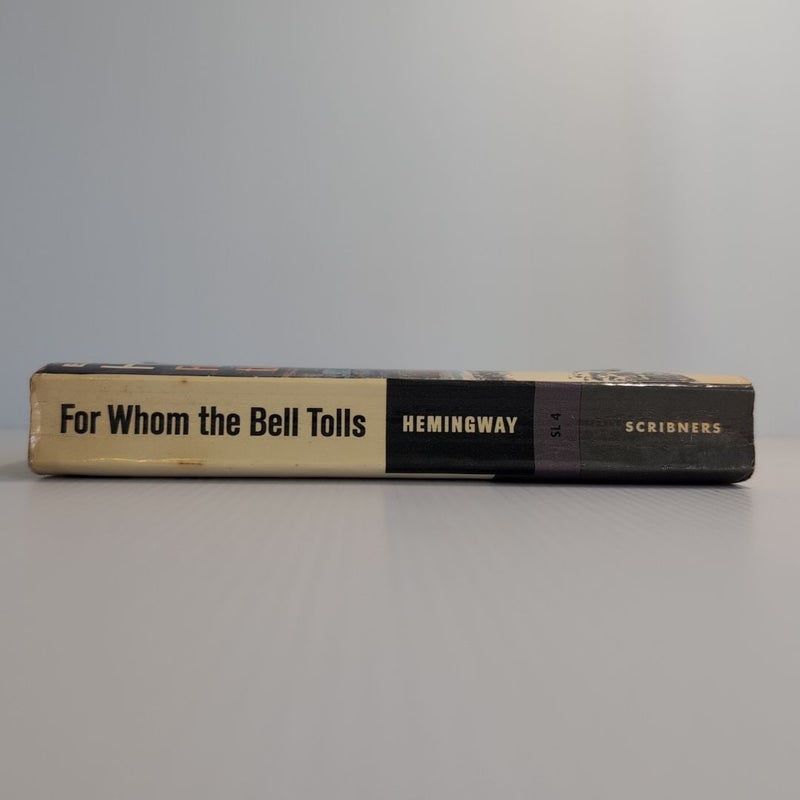 For Whom the Bell Tolls
HEMINGWAY
SL 4
SCRIBNERS